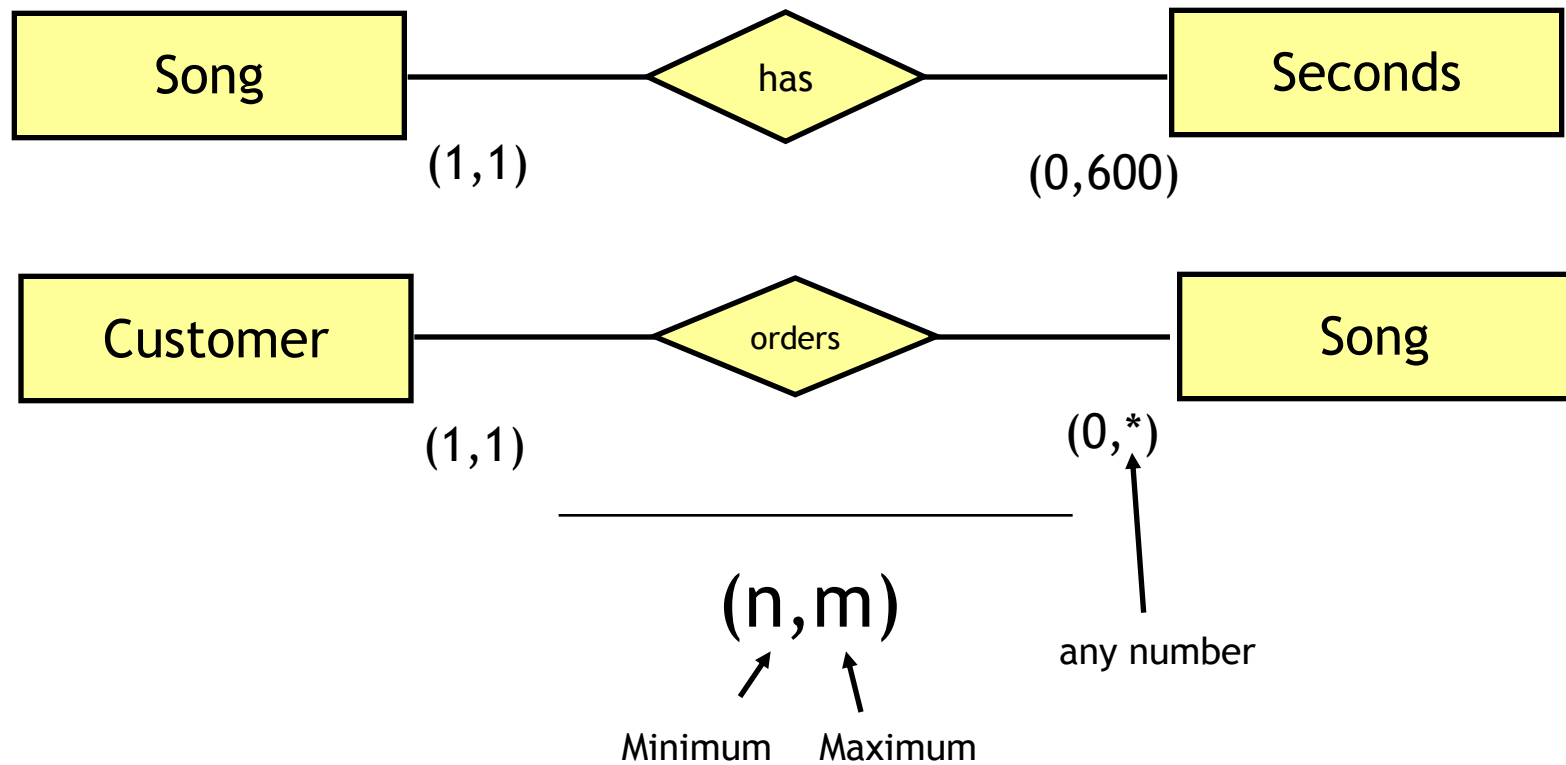 Song
has
Seconds
(1,1)
(0,600)
Customer
orders
Song
(1,1)
(0,*)
(n,m)
any number
Minimum
Maximum